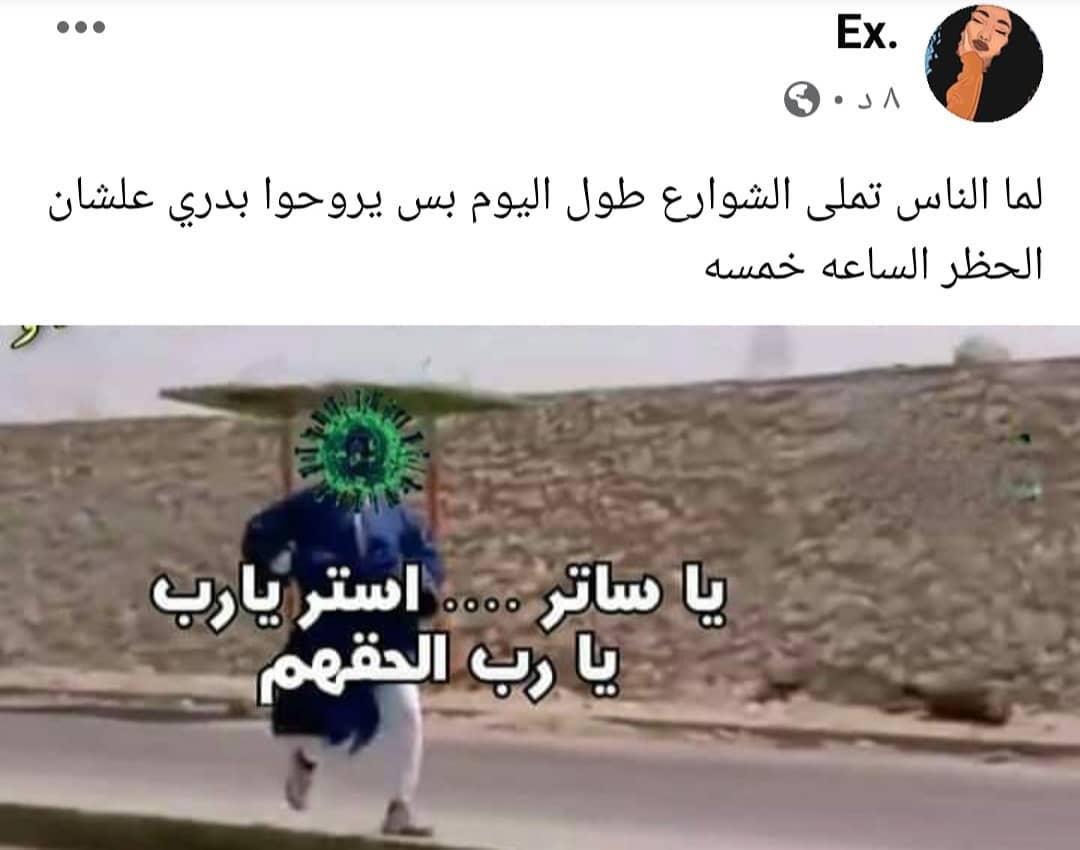 Ex.
٨ د •
لما الناس تملى الشوارع طول اليوم بس يروحوا بدري علشان
الحظر الساعه خمسه
يا ساتر .... استر يارب
يا رب الحقهم